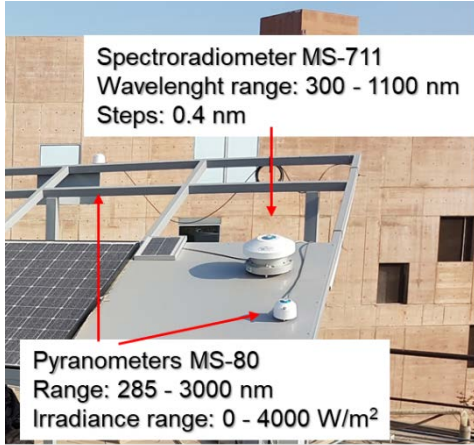 Spectroradiometer MS-711
Wavelenght range: 300 - 1100 nm
Steps: 0.4 nm
Pyranometers MS-80
Range: 285 - 3000 nm
Irradiance range: 0 - 4000 W/m²